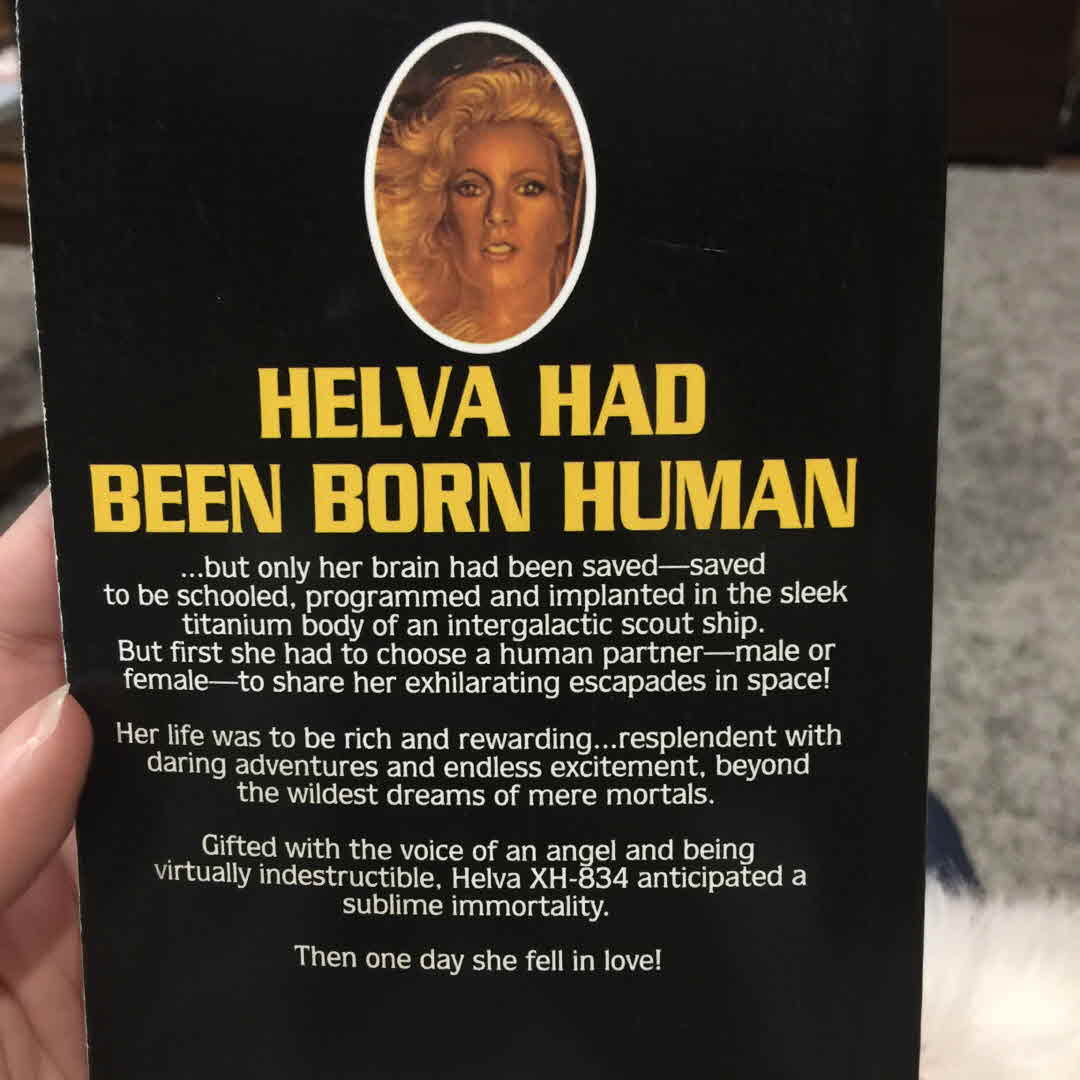 HELVA HAD
BEEN BORN HUMAN
...but only her brain had been saved—saved
to be schooled, programmed and implanted in the sleek
titanium body of an intergalactic scout ship.
But first she had to choose a human partner—male or
female—to share her exhilarating escapades in space!
Her life was to be rich and rewarding...resplendent with
daring adventures and endless excitement, beyond
the wildest dreams of mere mortals.
Gifted with the voice of an angel and being
virtually indestructible, Helva XH-834 anticipated a
sublime immortality.
Then one day she fell in love!